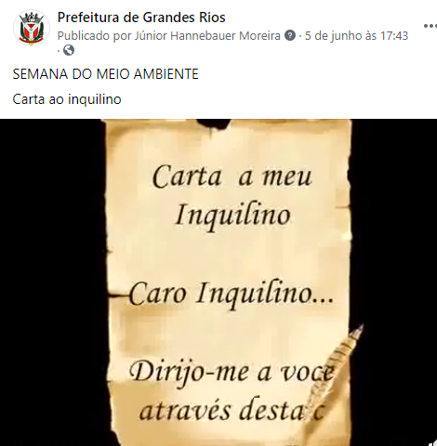 Prefeitura de Grandes Rios
Publicado por Júnior Hannebauer Moreira · 5 de junho às 17:43
·
SEMANA DO MEIO AMBIENTE
Carta ao inquilino
Carta a meu
Inquilino
Caro Inquilino...
Dirijo-me a voce
através desta c